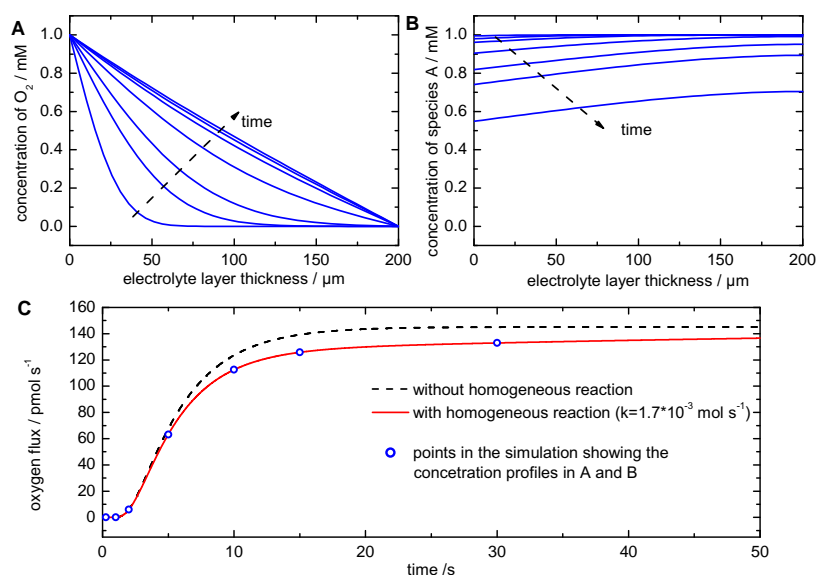 A
B
1.0
0.8
0.6
0.4
0.2
0.0
concentration of O2 / mM
time
0 50 100 150 200
electrolyte layer thickness / µm
1.0
0.8
0.6
0.4
0.2
0.0
concentration of species A / mM
time
0 50 100 150 200
electrolyte layer thickness / µm
C
160
140
120
100
80
60
40
20
0
oxygen flux / pmol s-1
without homogeneous reaction
with homogeneous reaction (k=1.7*10-3 mol s-1)
points in the simulation showing the
concetration profiles in A and B
0 10 20 30 40 50
time /s